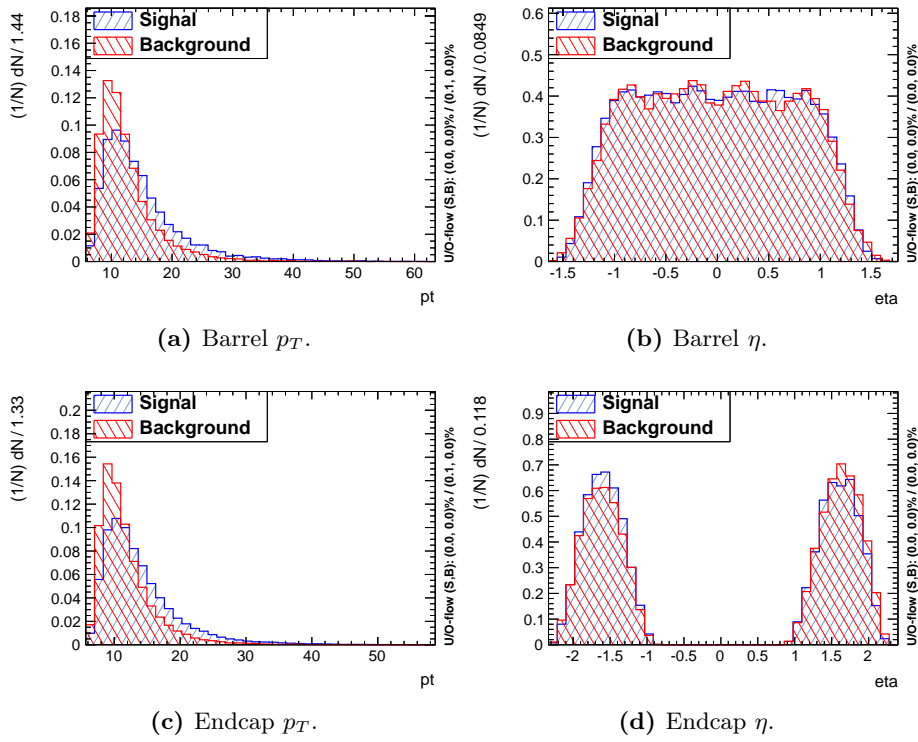 (1/N) dN / 1.44
0.18
0.16
0.14
0.12
0.1
0.08
0.06
0.04
0.02
0
Signal
Background
10 20 30 40 50 60
pt
U/O-flow (S,B): (0.0, 0.0)% / (0.1, 0.0)%
(a) Barrel pT.
(1/N) dN / 0.0849
0.6
0.5
0.4
0.3
0.2
0.1
0
Signal
Background
-1.5 -1 -0.5 0 0.5 1 1.5
eta
U/O-flow (S,B): (0.0, 0.0)% / (0.0, 0.0)%
(b) Barrel η.
(1/N) dN / 1.33
0.2
0.18
0.16
0.14
0.12
0.1
0.08
0.06
0.04
0.02
0
Signal
Background
10 20 30 40 50
pt
U/O-flow (S,B): (0.0, 0.0)% / (0.1, 0.0)%
(c) Endcap pT.
(1/N) dN / 0.118
0.9
0.8
0.7
0.6
0.5
0.4
0.3
0.2
0.1
0
Signal
Background
-2 -1.5 -1 -0.5 0 0.5 1 1.5 2
eta
U/O-flow (S,B): (0.0, 0.0)% / (0.0, 0.0)%
(d) Endcap η.